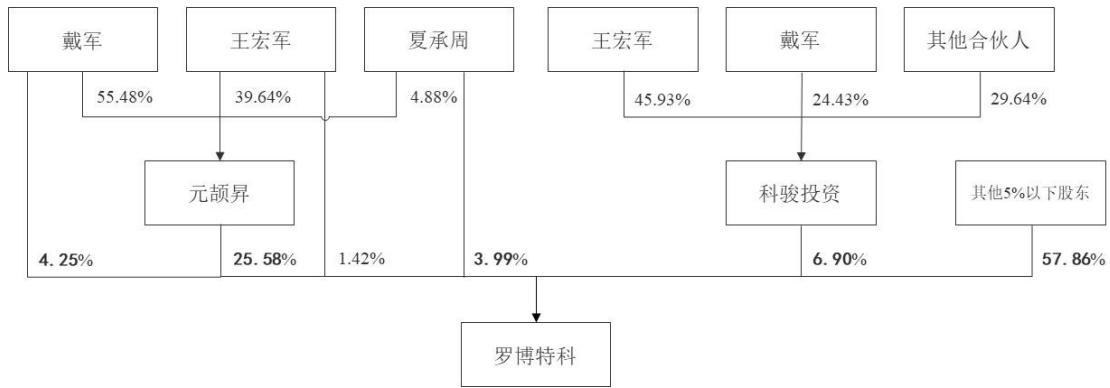 戴军
王宏军
夏承周
王宏军
戴军
其他合伙人
55.48%
39.64%
4.88%
45.93%
24.43%
29.64%
元颉昇
科骏投资
其他5%以下股东
4.25%
25.58%
1.42%
3.99%
6.90%
57.86%
罗博特科